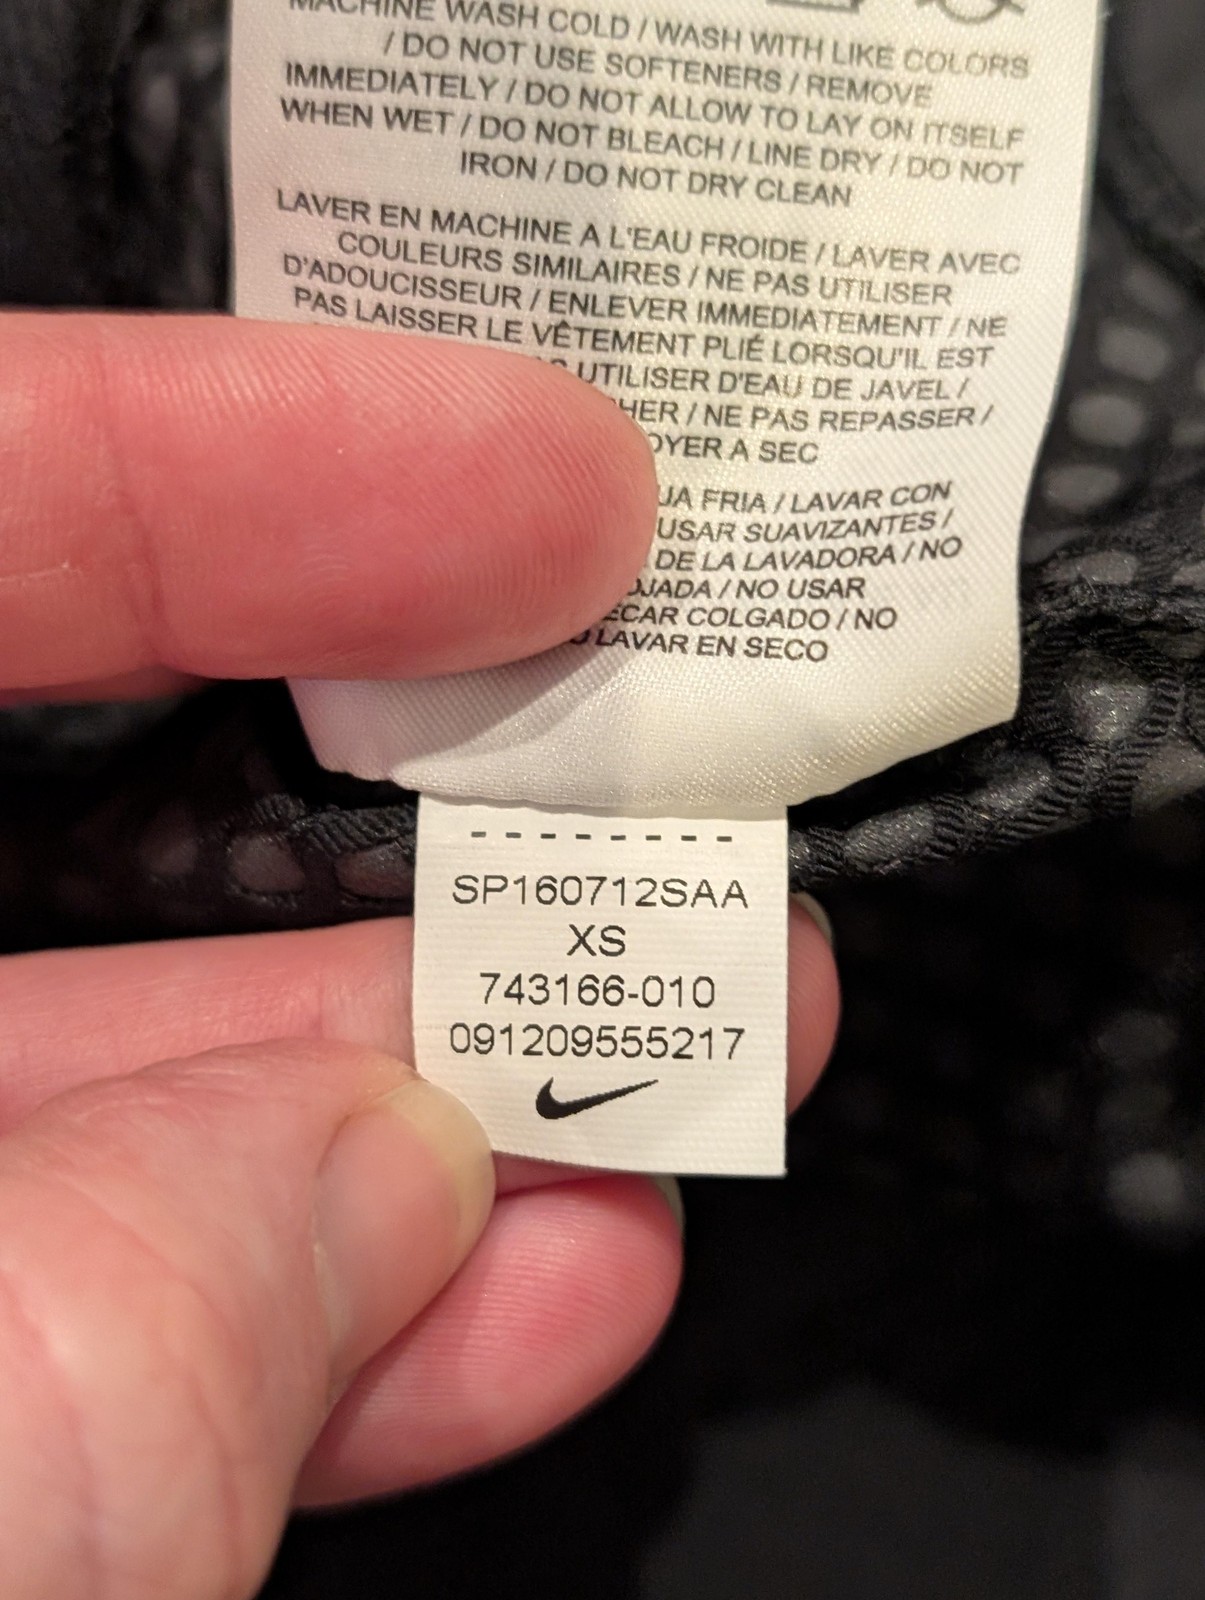 MACHINE WASH COLD / WASH WITH LIKE COLORS
/ DO NOT USE SOFTENERS / REMOVE
IMMEDIATELY / DO NOT ALLOW TO LAY ON ITSELF
WHEN WET / DO NOT BLEACH / LINE DRY / DO NOT
IRON / DO NOT DRY CLEAN
LAVER EN MACHINE A L'EAU FROIDE / LAVER AVEC
COULEURS SIMILAIRES / NE PAS UTILISER
D'ADOUCISSEUR / ENLEVER IMMEDIATEMENT / NE
PAS LAISSER LE VÊTEMENT PLIÉ LORSQU'IL EST
UTILISER D'EAU DE JAVEL /
/ NE PAS REPASSER /
A SEC
FRIA / LAVAR CON
USAR SUAVIZANTES /
DE LA LAVADORA / NO
/ NO USAR
COLGADO / NO
LAVAR EN SECO
--------
SP160712SAA
XS
743166-010
091209555217